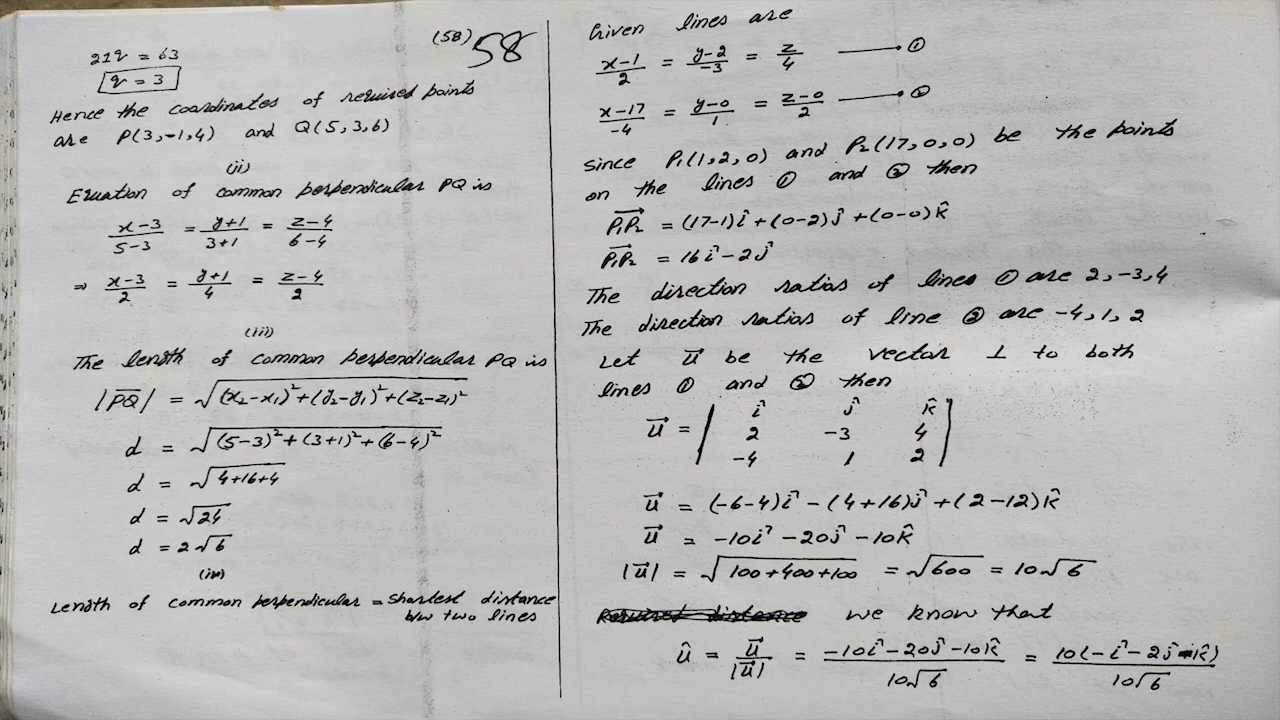 (58) 58
21r = 63
r = 3
Hence the coordinates of required points
are P(3,-1,4) and Q(5,3,6)
(ii)
Equation of common perpendicular PQ is
x-3/5-3 = y+1/3+1 = z-4/6-4
⇒ x-3/2 = y+1/4 = z-4/2
(iii)
The length of common perpendicular PQ is
|PQ| = √(x₂-x₁)²+(y₂-y₁)²+(z₂-z₁)²
d = √(5-3)²+(3+1)²+(6-4)²
d = √4+16+4
d = √24
d = 2√6
(iv)
Length of common perpendicular = shortest distance
b/w two lines
Given lines are
x-1/2 = y-2/-3 = z/4 → ①
x-17/-4 = y-0/1 = z-0/2 → ②
Since P₁(1,2,0) and P₂(17,0,0) be the points
on the lines ① and ② then
P₁P₂ = (17-1)î+(0-2)ĵ+(0-0)k̂
P₁P₂ = 16î-2ĵ
The direction ratios of lines ① are 2,-3,4
The direction ratios of line ② are -4,1,2
Let u⃗ be the vector ⊥ to both
lines ① and ② then
u⃗ = | î ĵ k̂
2 -3 4
-4 1 2 |
u⃗ = (-6-4)î-(4+16)ĵ+(2-12)k̂
u⃗ = -10î-20ĵ-10k̂
|u⃗| = √100+400+100 = √600 = 10√6
Required distance we know that
û = u⃗/|u⃗| = -10î-20ĵ-10k̂/10√6 = 10(-î-2ĵ-k̂)/10√6